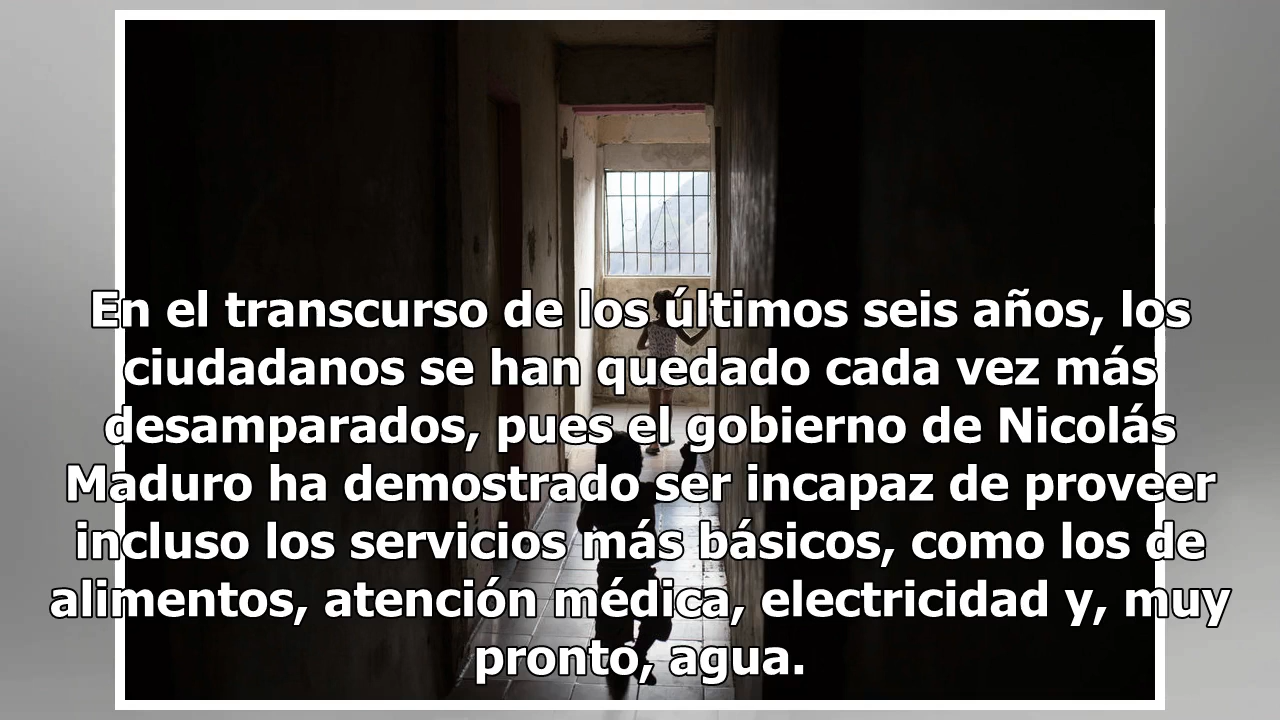 En el transcurso de los últimos seis años, los
ciudadanos se han quedado cada vez más
desamparados, pues el gobierno de Nicolás
Maduro ha demostrado ser incapaz de proveer
incluso los servicios más básicos, como los de
alimentos, atención médica, electricidad y, muy
pronto, agua.